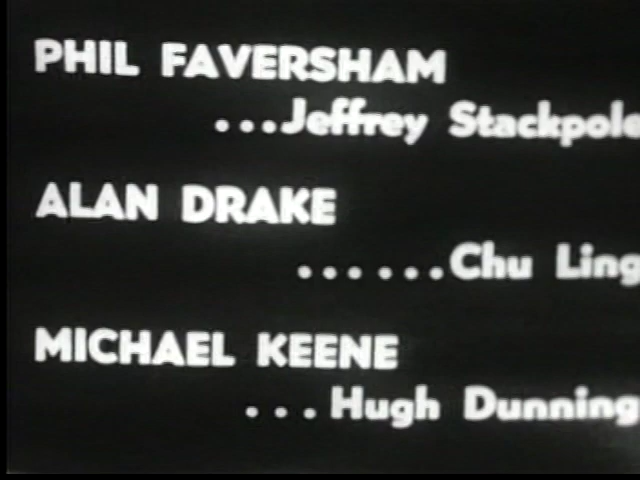 PHIL FAVERSHAM
...Jeffrey Stackpole
ALAN DRAKE
......Chu Ling
MICHAEL KEENE
...Hugh Dunning